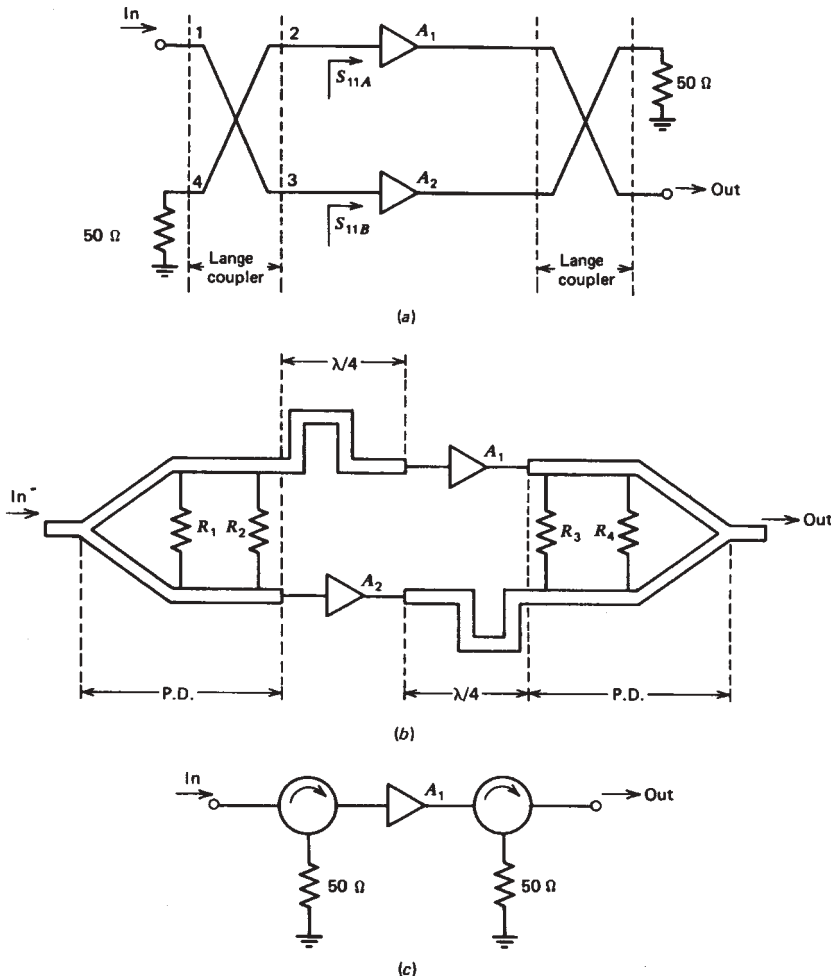 In
1
2
A₁
S₁₁A
50 Ω
4
3
A₂
Out
S₁₁B
50 Ω
Lange
coupler
Lange
coupler
(a)
λ/4
A₁
In
R₁
R₂
R₃
R₄
Out
A₂
P.D.
λ/4
P.D.
(b)
In
A₁
Out
50 Ω
50 Ω
(c)